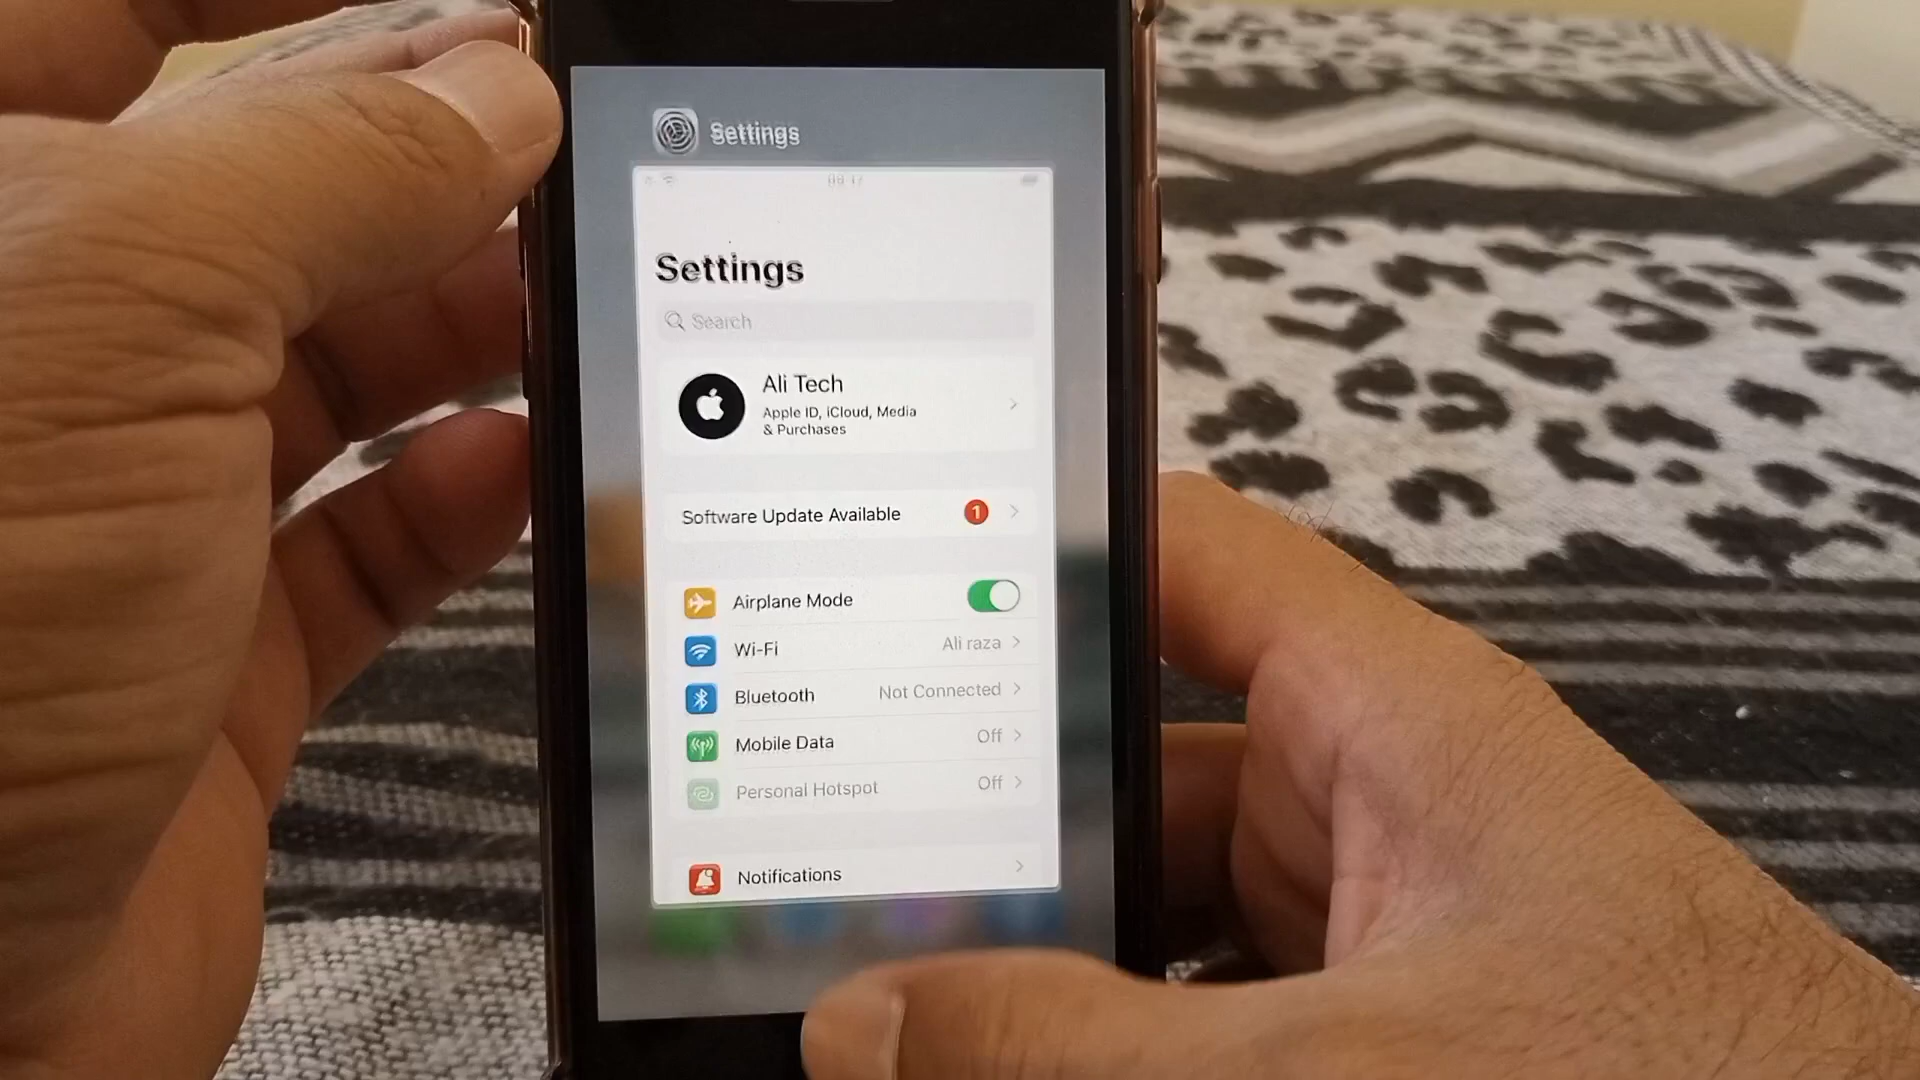 Settings
Settings
Search
Ali Tech
Apple ID, iCloud, Media
& Purchases
Software Update Available 1
Airplane Mode
Wi-Fi Ali raza
Bluetooth Not Connected
Mobile Data Off
Personal Hotspot Off
Notifications